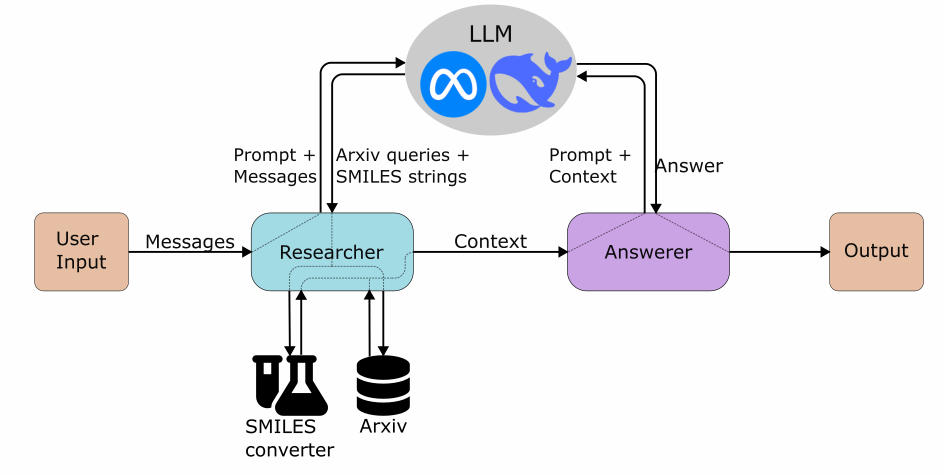 LLM
Prompt +
Messages
Arxiv queries +
SMILES strings
Prompt +
Context
Answer
User
Input
Messages
Researcher
Context
Answerer
Output
SMILES
converter
Arxiv